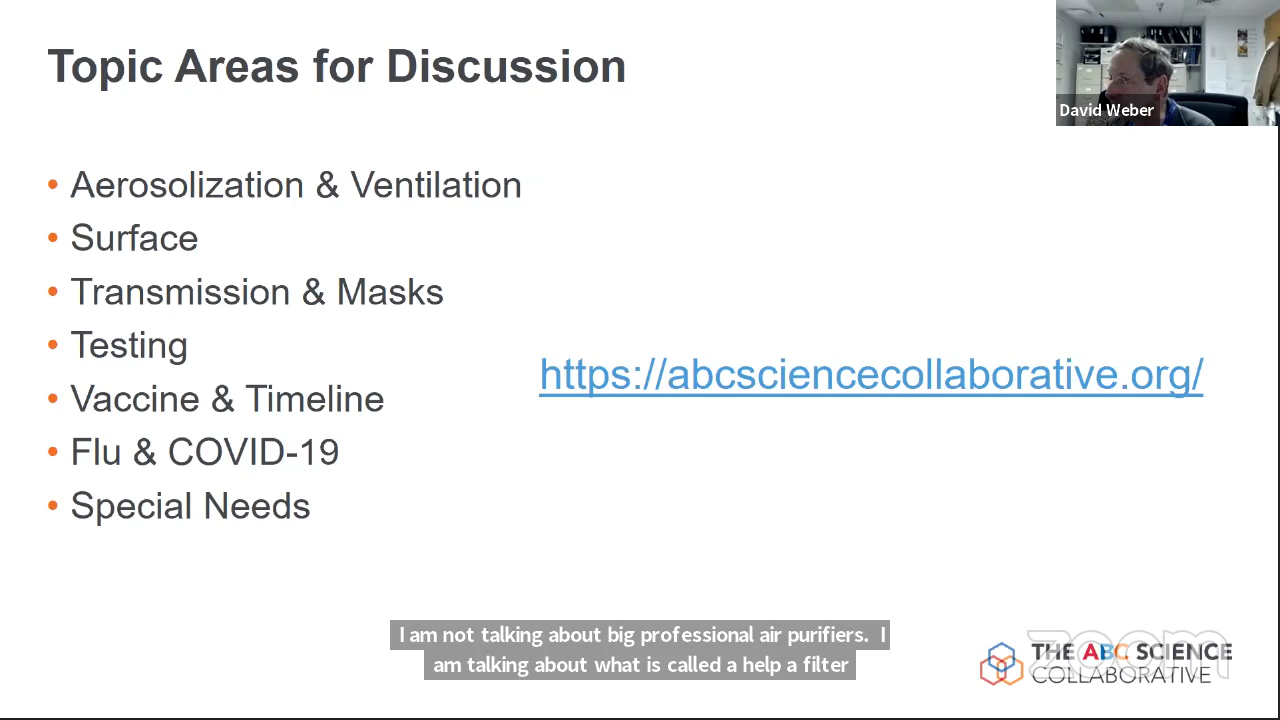 Topic Areas for Discussion
David Weber
• Aerosolization & Ventilation
• Surface
• Transmission & Masks
• Testing
• Vaccine & Timeline
• Flu & COVID-19
• Special Needs
https://abcsciencecollaborative.org/
I am not talking about big professional air purifiers. I
am talking about what is called a help a filter
THE ABC SCIENCE
COLLABORATIVE
zoom